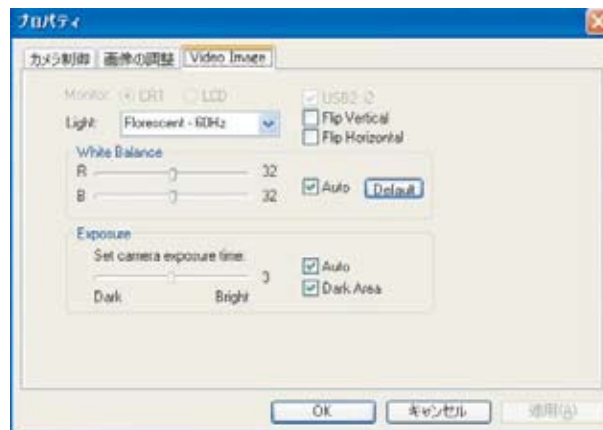 プロパティ
カメラ制御 画像の調整 Video Image
Monitor: CRT LCD
USB2.0
Light: Florescent - 60Hz
Flip Vertical
Flip Horizontal
White Balance
R 32
B 32
Auto Default
Exposure
Set camera exposure time:
3
Auto
Dark Area
Dark Bright
OK キャンセル 適用(A)